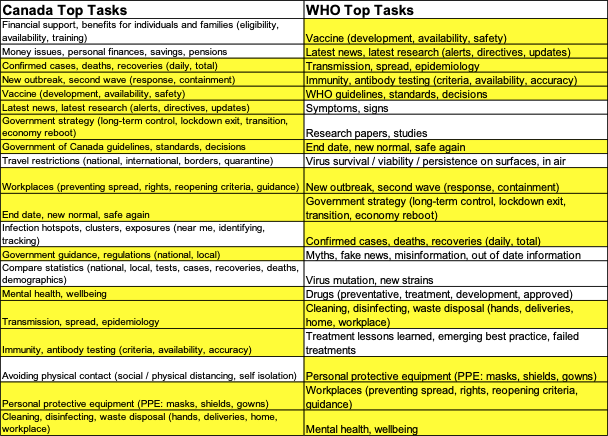 Canada Top Tasks
WHO Top Tasks
Financial support, benefits for individuals and families (eligibility,
availability, training)
Vaccine (development, availability, safety)
Money issues, personal finances, savings, pensions
Latest news, latest research (alerts, directives, updates)
Confirmed cases, deaths, recoveries (daily, total)
Transmission, spread, epidemiology
New outbreak, second wave (response, containment)
Immunity, antibody testing (criteria, availability, accuracy)
Vaccine (development, availability, safety)
WHO guidelines, standards, decisions
Latest news, latest research (alerts, directives, updates)
Symptoms, signs
Government strategy (long-term control, lockdown exit, transition,
economy reboot)
Research papers, studies
Government of Canada guidelines, standards, decisions
End date, new normal, safe again
Travel restrictions (national, international, borders, quarantine)
Virus survival / viability / persistence on surfaces, in air
Workplaces (preventing spread, rights, reopening criteria, guidance)
New outbreak, second wave (response, containment)
End date, new normal, safe again
Government strategy (long-term control, lockdown exit,
transition, economy reboot)
Infection hotspots, clusters, exposures (near me, identifying,
tracking)
Confirmed cases, deaths, recoveries (daily, total)
Government guidance, regulations (national, local)
Myths, fake news, misinformation, out of date information
Compare statistics (national, local, tests, cases, recoveries, deaths,
demographics)
Virus mutation, new strains
Mental health, wellbeing
Drugs (preventative, treatment, development, approved)
Transmission, spread, epidemiology
Cleaning, disinfecting, waste disposal (hands, deliveries,
home, workplace)
Immunity, antibody testing (criteria, availability, accuracy)
Treatment lessons learned, emerging best practice, failed
treatments
Avoiding physical contact (social / physical distancing, self isolation)
Personal protective equipment (PPE: masks, shields, gowns)
Personal protective equipment (PPE: masks, shields, gowns)
Workplaces (preventing spread, rights, reopening criteria,
guidance)
Cleaning, disinfecting, waste disposal (hands, deliveries, home,
workplace)
Mental health, wellbeing